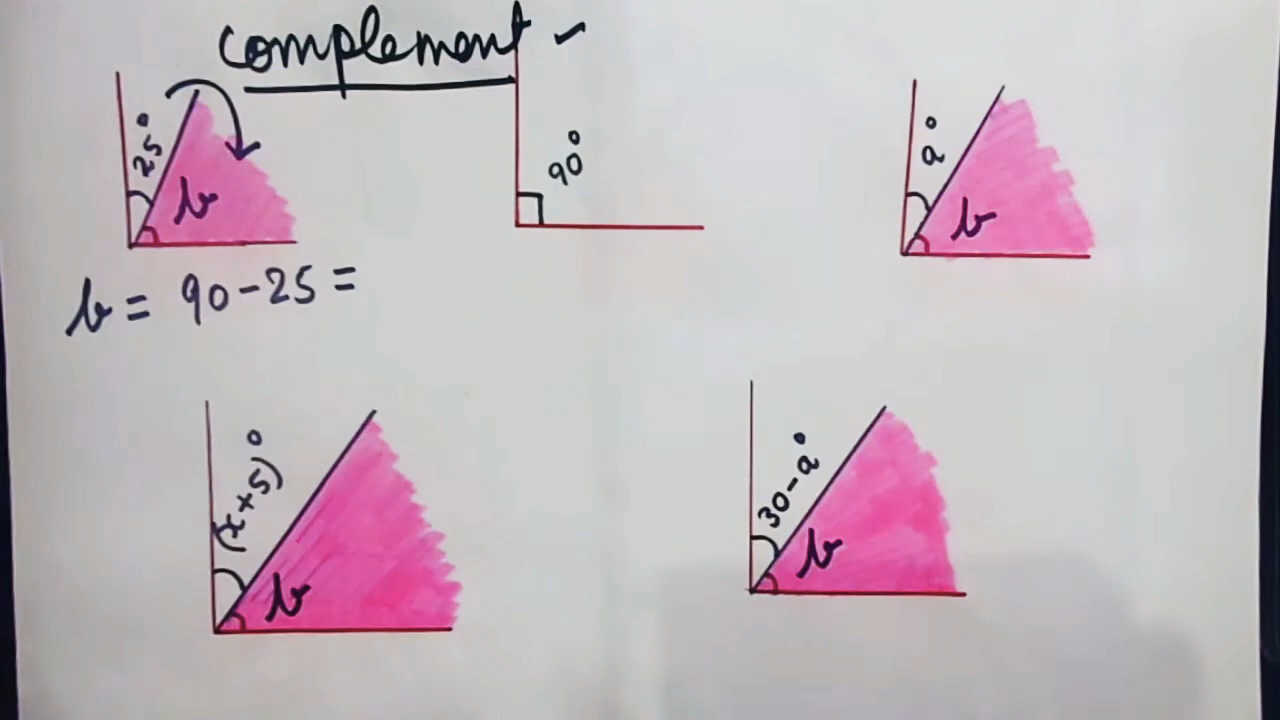 complement -
25°
b
90°
a°
b
b = 90-25=
(x+5)°
b
30-a°
b